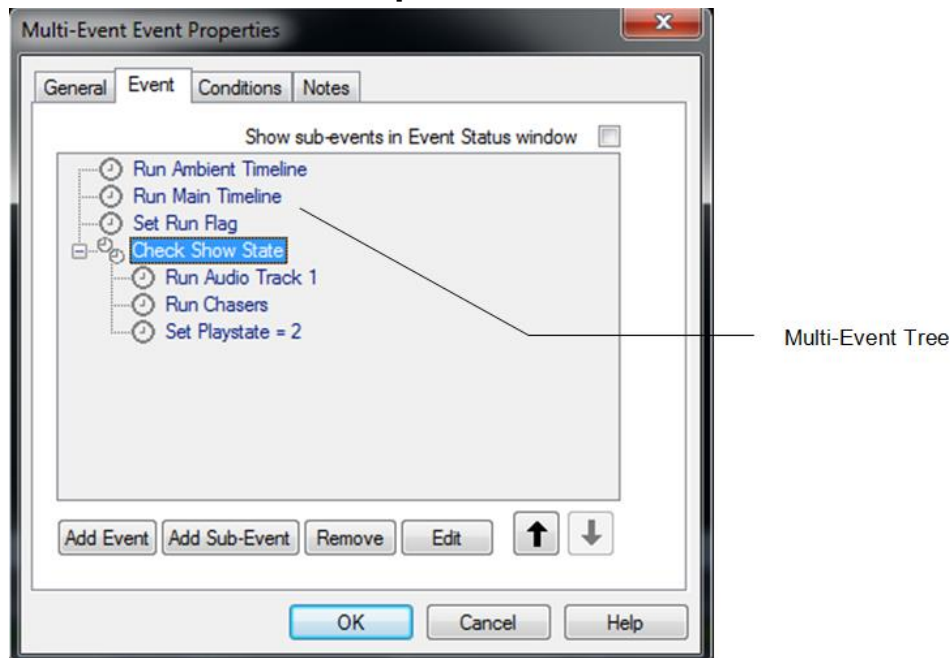 Multi-Event Event Properties
General Event Conditions Notes
Show sub-events in Event Status window
Run Ambient Timeline
Run Main Timeline
Set Run Flag
Check Show State
Run Audio Track 1
Run Chasers
Set Playstate = 2
Multi-Event Tree
Add Event Add Sub-Event Remove Edit
OK Cancel Help